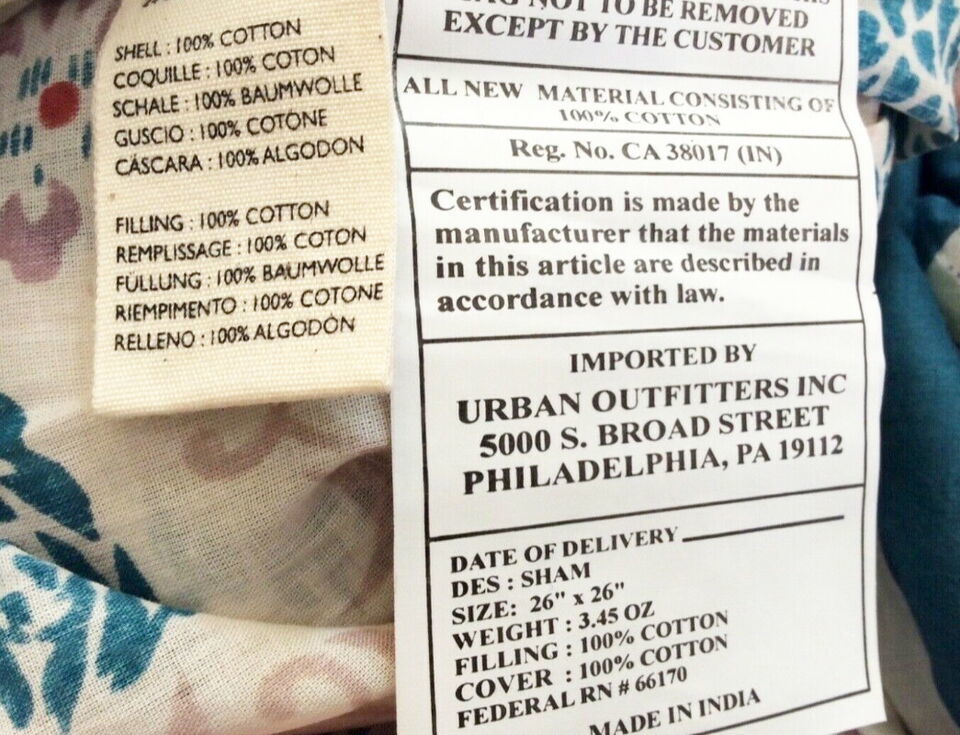 SHELL : 100% COTTON
COQUILLE : 100% COTON
SCHALE : 100% BAUMWOLLE
GUSCIO : 100% COTONE
CÁSCARA : 100% ALGODON
FILLING : 100% COTTON
REMPLISSAGE : 100% COTON
FÜLLUNG : 100% BAUMWOLLE
RIEMPIMENTO : 100% COTONE
RELLENO : 100% ALGODÓN
NOT TO BE REMOVED
EXCEPT BY THE CUSTOMER
ALL NEW MATERIAL CONSISTING OF
100% COTTON
Reg. No. CA 38017 (IN)
Certification is made by the
manufacturer that the materials
in this article are described in
accordance with law.
IMPORTED BY
URBAN OUTFITTERS INC
5000 S. BROAD STREET
PHILADELPHIA, PA 19112
DATE OF DELIVERY
DES : SHAM
SIZE: 26" x 26"
WEIGHT : 3.45 OZ
FILLING : 100% COTTON
COVER : 100% COTTON
FEDERAL RN # 66170
MADE IN INDIA